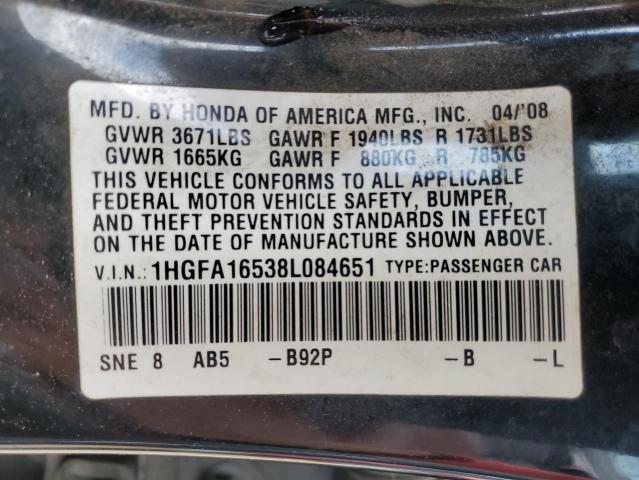 MFD. BY HONDA OF AMERICA MFG., INC. 04/'08
GVWR 3671LBS GAWR F 1940LBS R 1731LBS
GVWR 1665KG GAWR F 880KG R 785KG
THIS VEHICLE CONFORMS TO ALL APPLICABLE
FEDERAL MOTOR VEHICLE SAFETY, BUMPER,
AND THEFT PREVENTION STANDARDS IN EFFECT
ON THE DATE OF MANUFACTURE SHOWN ABOVE.
V.I.N.: 1HGFA16538L084651 TYPE:PASSENGER CAR
SNE 8 AB5 -B92P -B -L